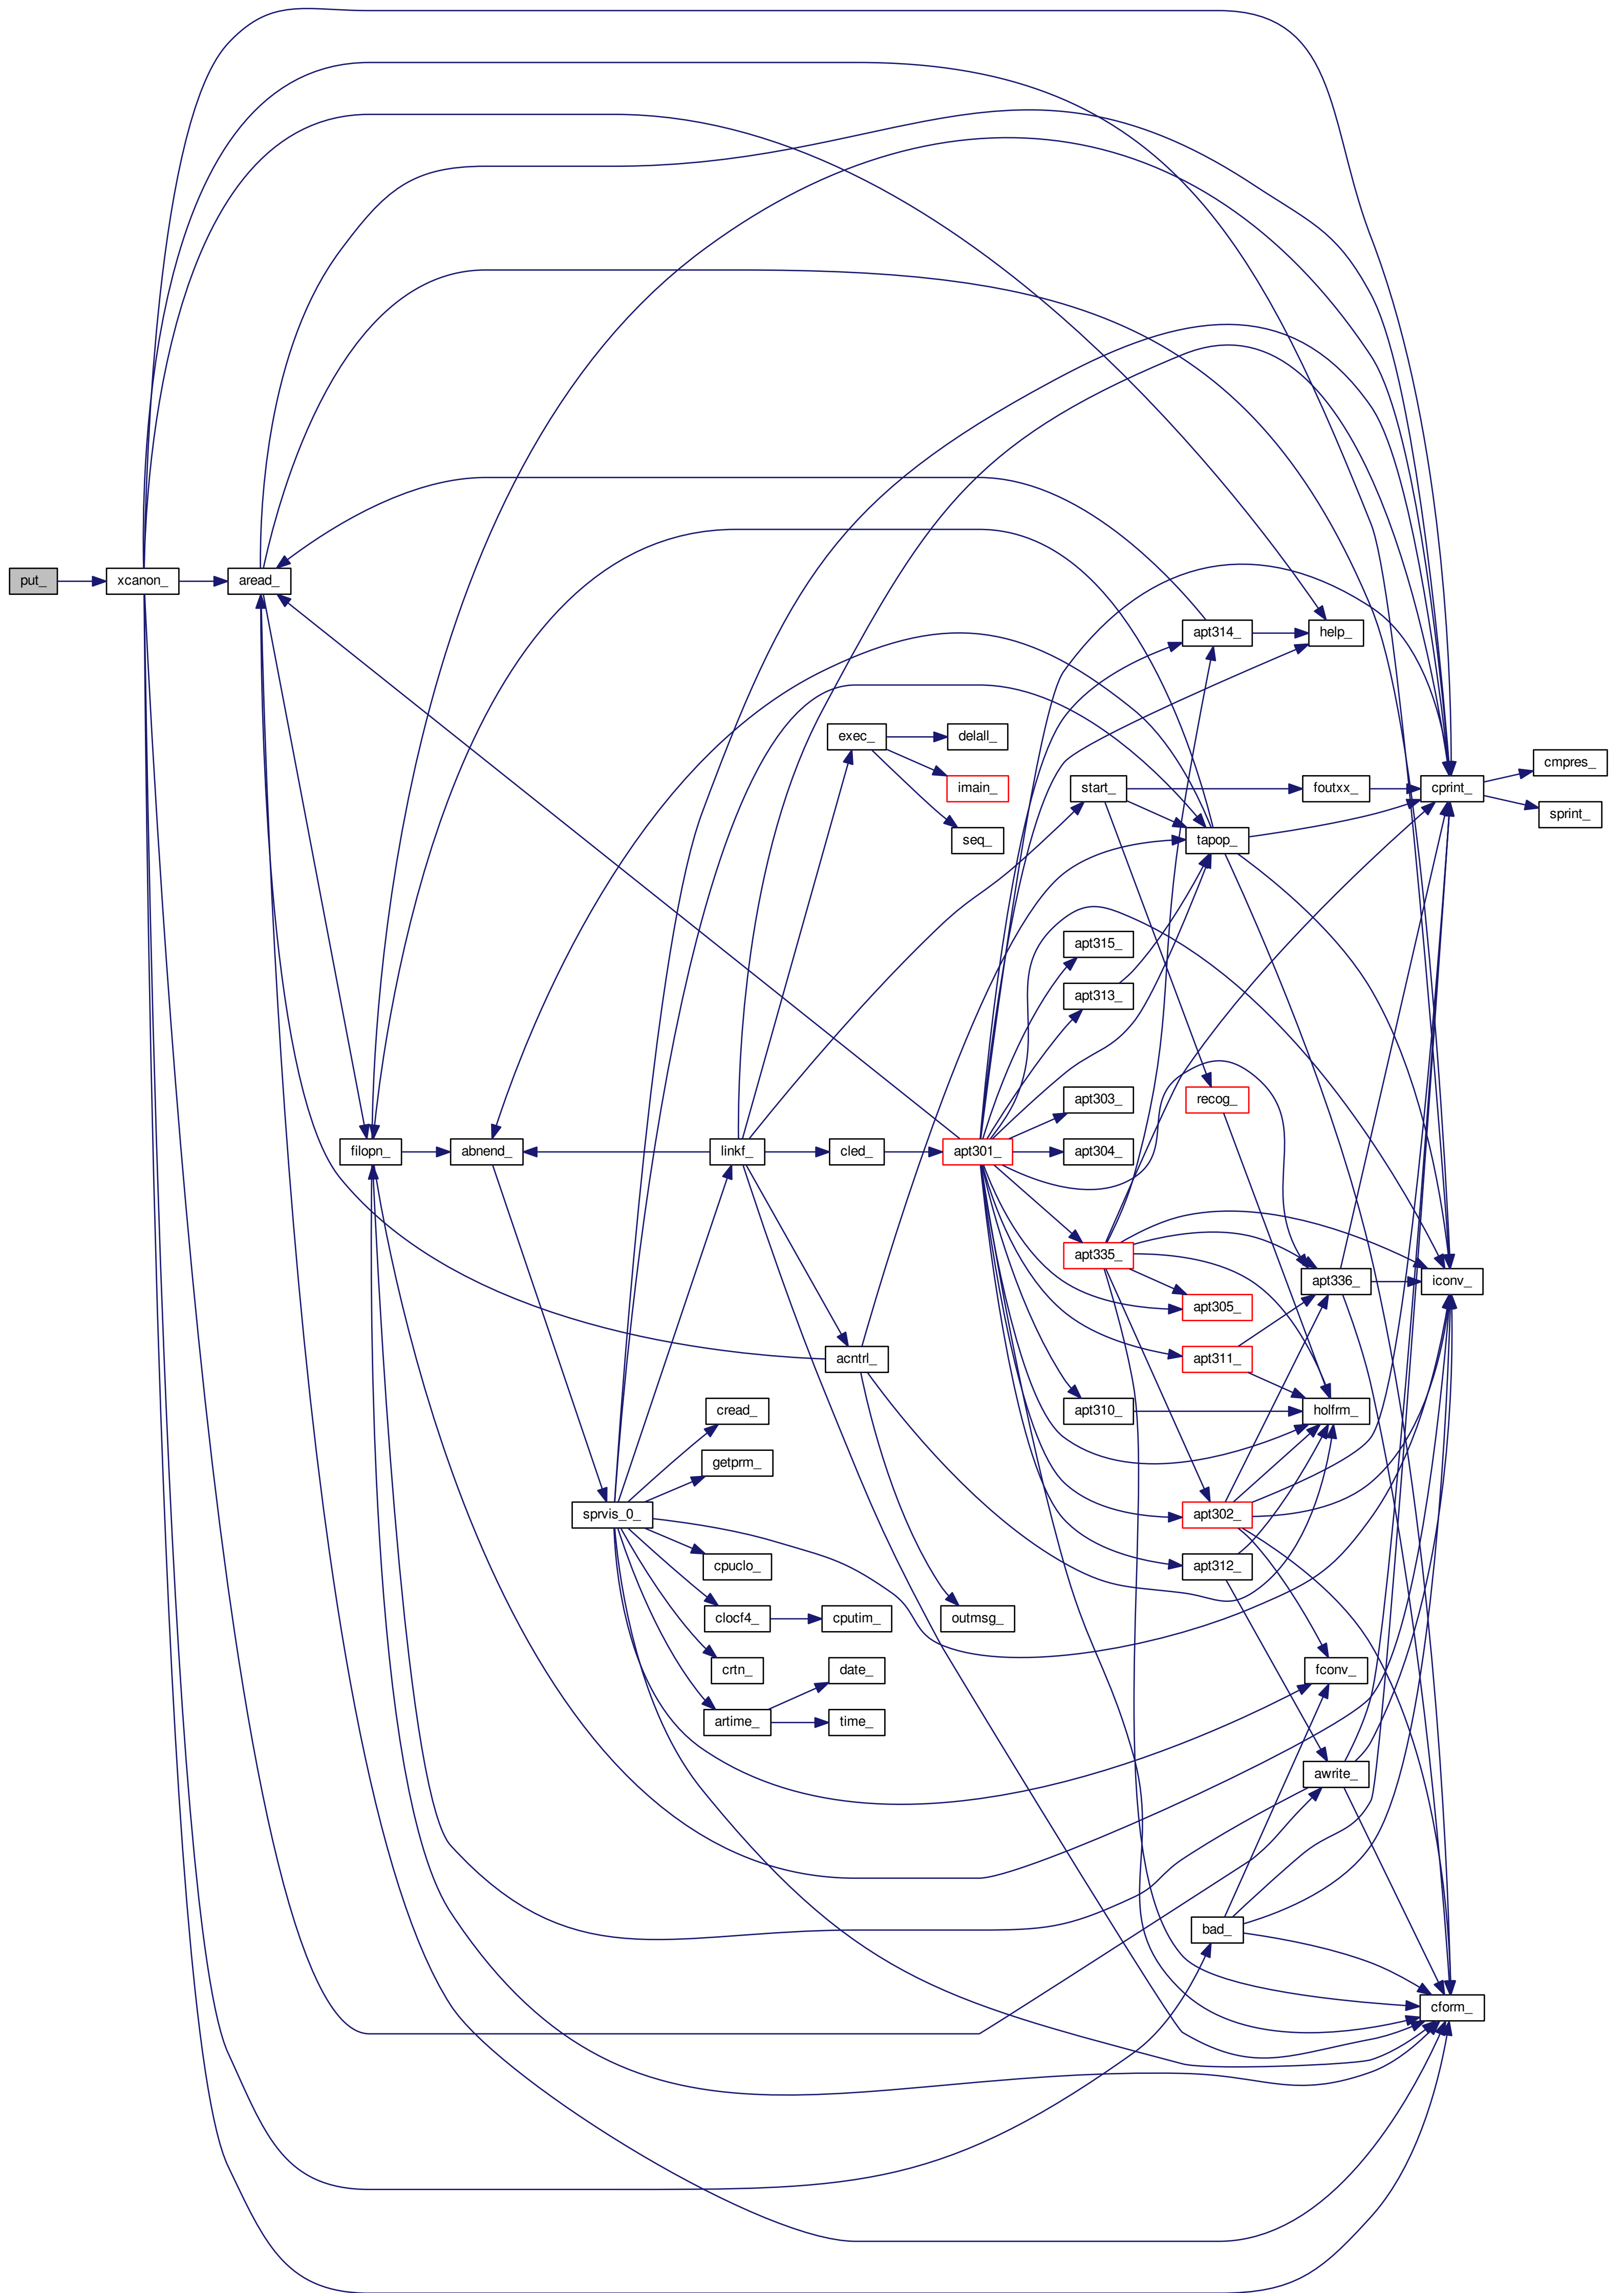 put_
xcanon_
aread_
filopn_
abnend_
sprvis_0_
linkf_
cread_
getprm_
cpuclo_
clocf4_
crtn_
artime_
exec_
cled_
acntrl_
cputim_
date_
time_
delall_
imain_
seq_
apt301_
outmsg_
start_
apt315_
apt313_
apt303_
apt304_
apt335_
apt310_
apt314_
tapop_
recog_
apt305_
apt311_
apt302_
apt312_
bad_
help_
foutxx_
apt336_
holfrm_
fconv_
awrite_
cprint_
iconv_
cform_
cmpres_
sprint_